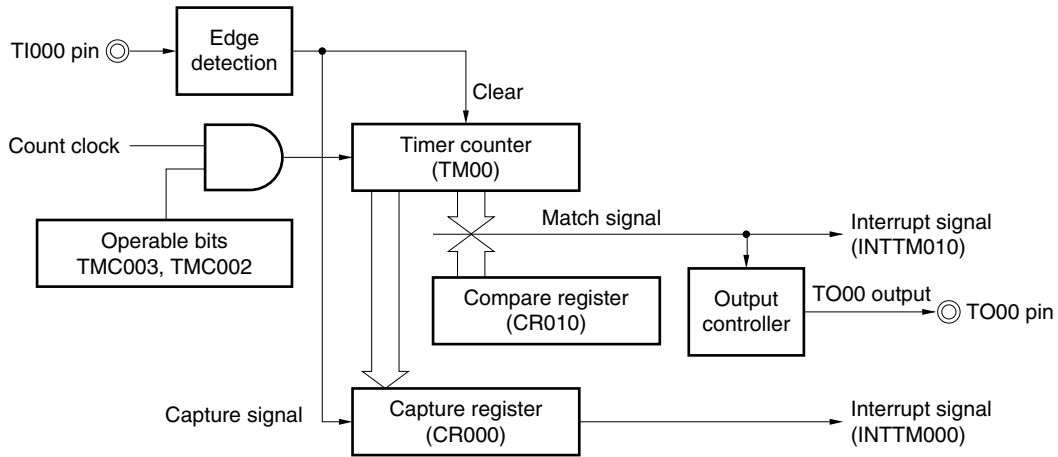 Edge
detection
TI000 pin
Clear
Count clock
Timer counter
(TM00)
Operable bits
TMC003, TMC002
Match signal
Interrupt signal
(INTTM010)
Compare register
(CR010)
Output
controller
TO00 output
TO00 pin
Capture signal
Capture register
(CR000)
Interrupt signal
(INTTM000)